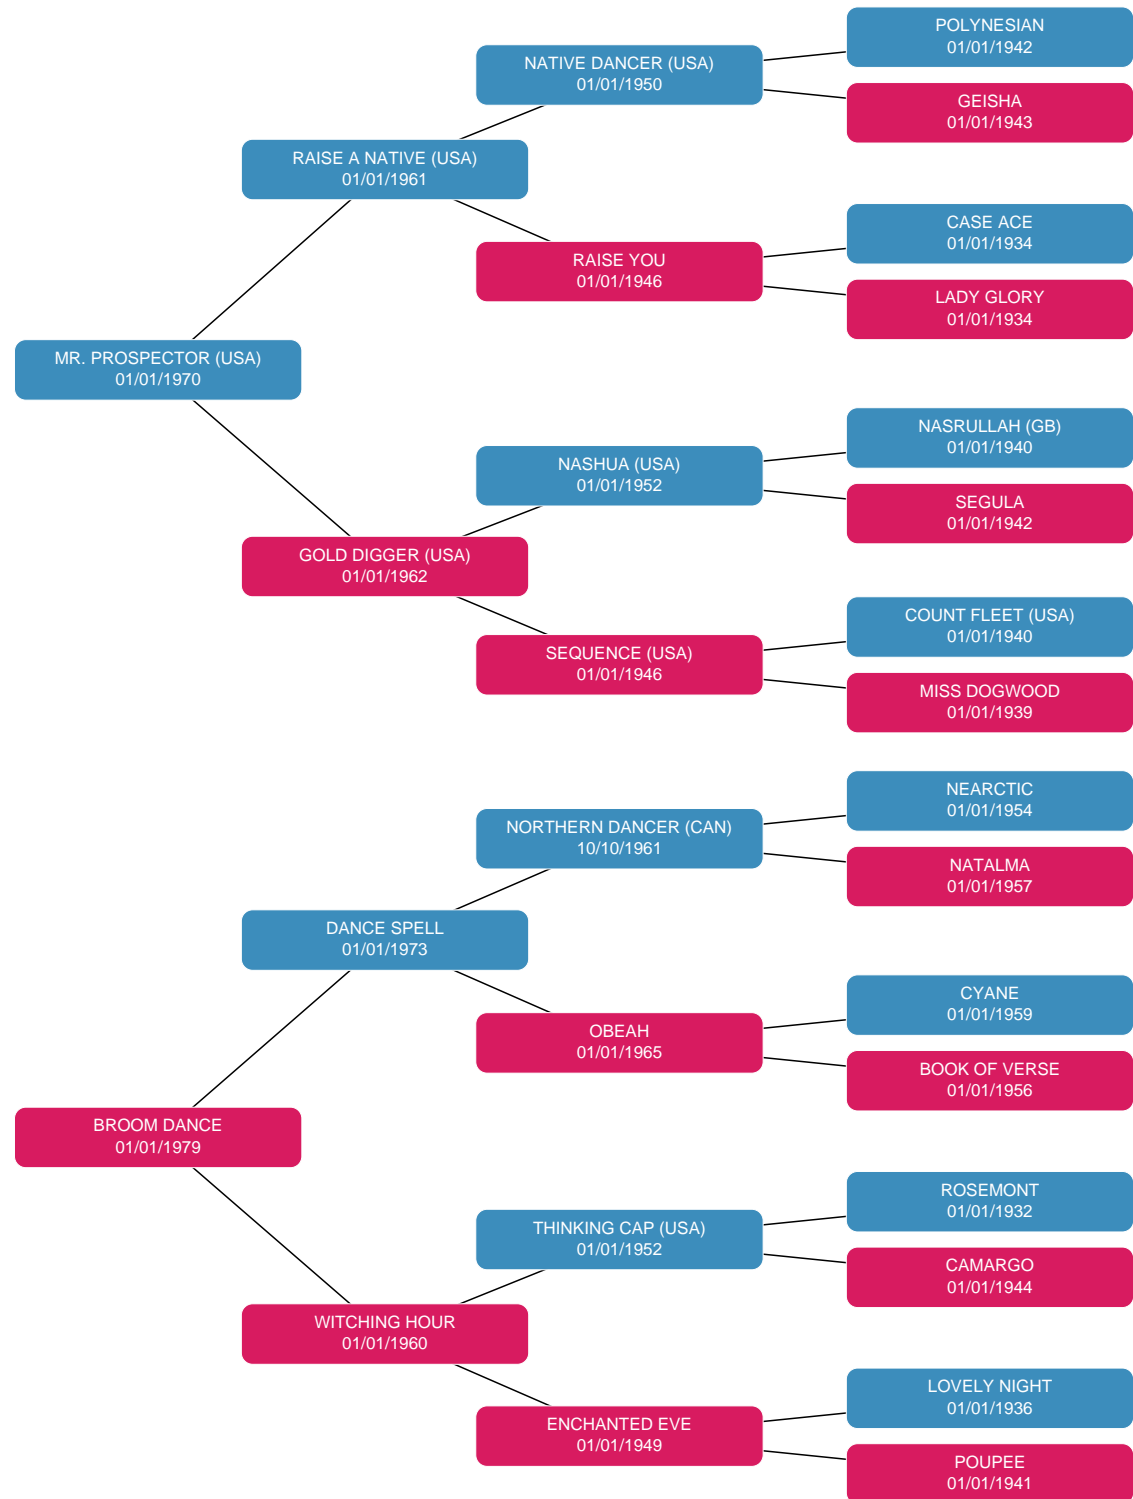 POLYNESIAN
01/01/1942
NATIVE DANCER (USA)
01/01/1950
GEISHA
01/01/1943
RAISE A NATIVE (USA)
01/01/1961
CASE ACE
01/01/1934
RAISE YOU
01/01/1946
LADY GLORY
01/01/1934
MR. PROSPECTOR (USA)
01/01/1970
NASRULLAH (GB)
01/01/1940
NASHUA (USA)
01/01/1952
SEGULA
01/01/1942
GOLD DIGGER (USA)
01/01/1962
COUNT FLEET (USA)
01/01/1940
SEQUENCE (USA)
01/01/1946
MISS DOGWOOD
01/01/1939
NEARCTIC
01/01/1954
NORTHERN DANCER (CAN)
10/10/1961
NATALMA
01/01/1957
DANCE SPELL
01/01/1973
CYANE
01/01/1959
OBEAH
01/01/1965
BOOK OF VERSE
01/01/1956
BROOM DANCE
01/01/1979
ROSEMONT
01/01/1932
THINKING CAP (USA)
01/01/1952
CAMARGO
01/01/1944
WITCHING HOUR
01/01/1960
LOVELY NIGHT
01/01/1936
ENCHANTED EVE
01/01/1949
POUPEE
01/01/1941